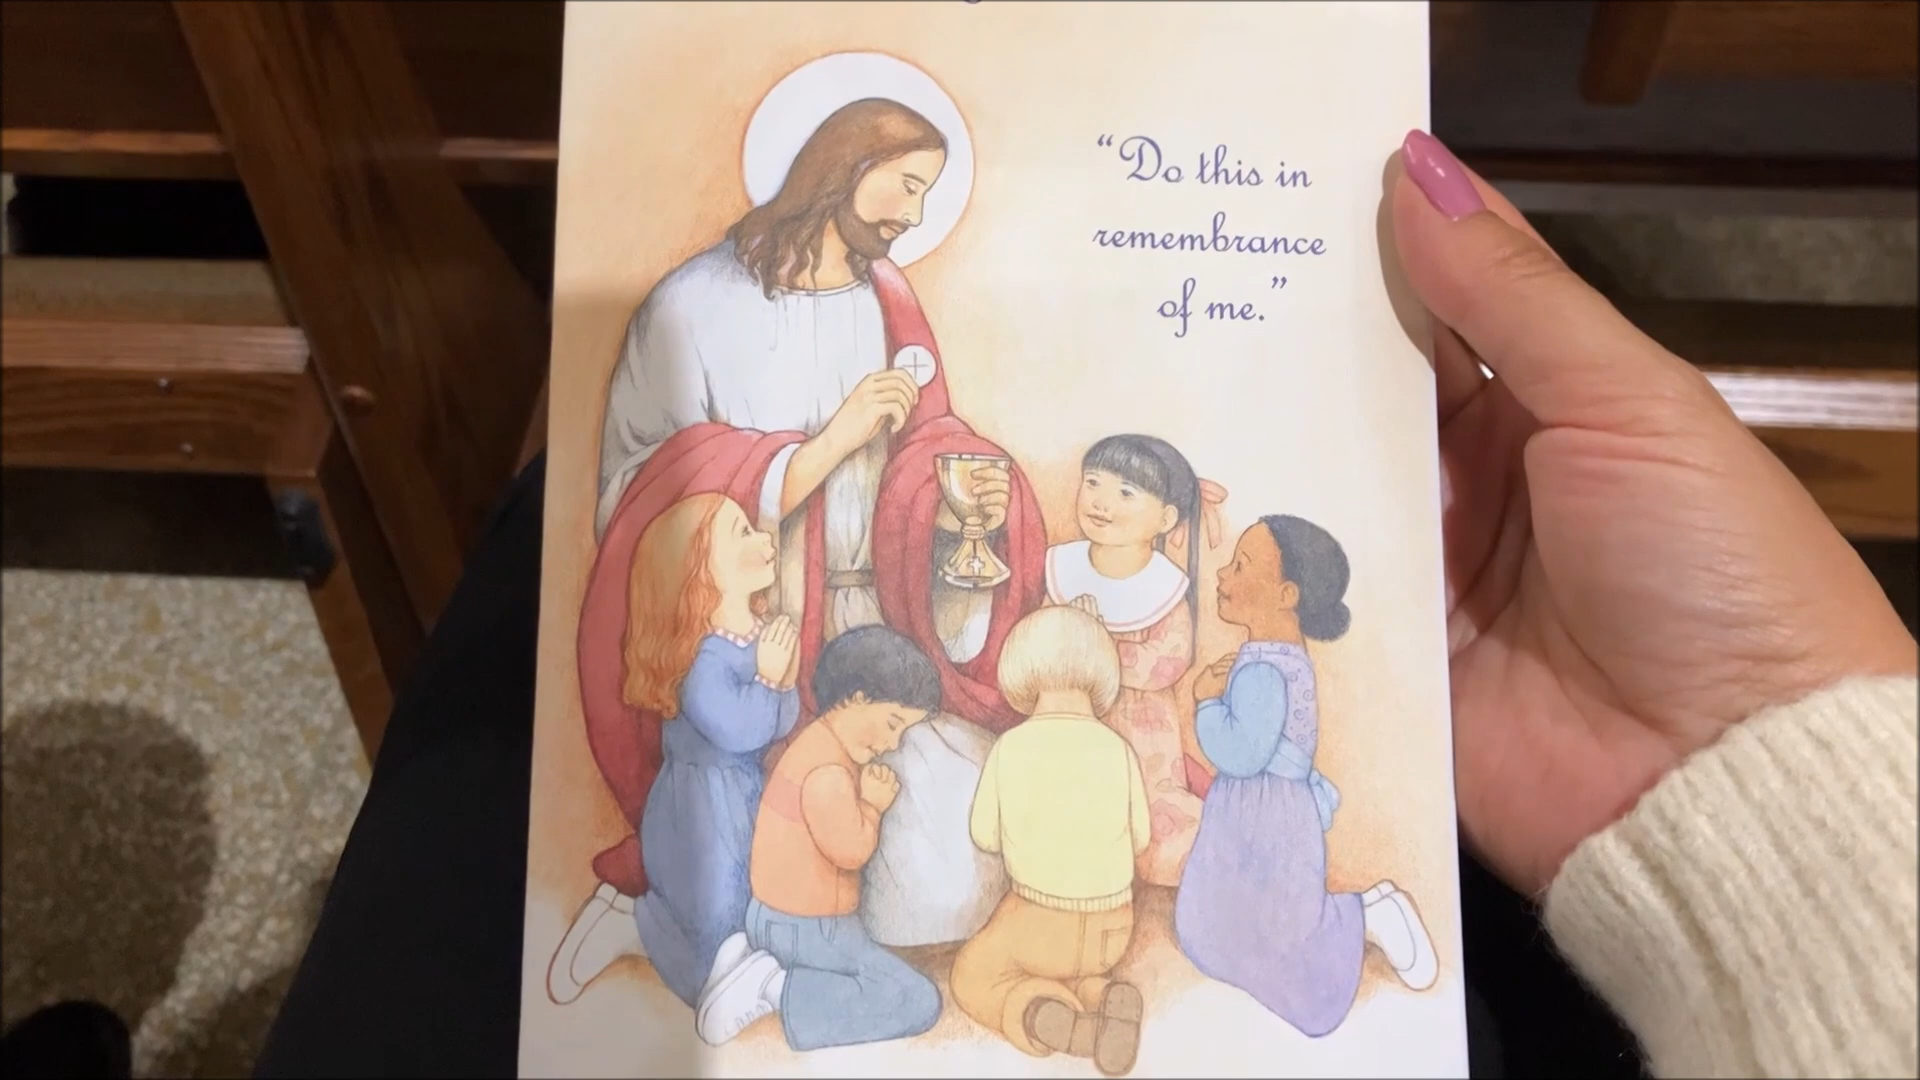 “Do this in
remembrance
of me.”